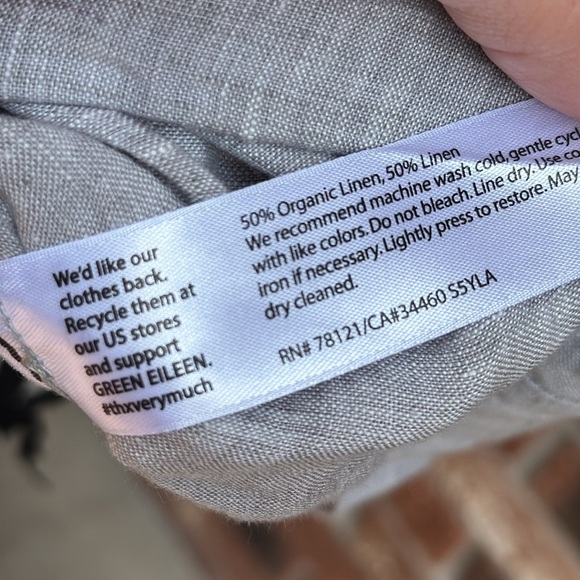 We'd like our
clothes back.
Recycle them at
our US stores
and support
GREEN EILEEN.
#thxverymuch
50% Organic Linen, 50% Linen
We recommend machine wash cold, gentle cycl
with like colors. Do not bleach. Line dry. Use co
iron if necessary. Lightly press to restore. May
dry cleaned.
RN# 78121/CA#34460 S5YLA